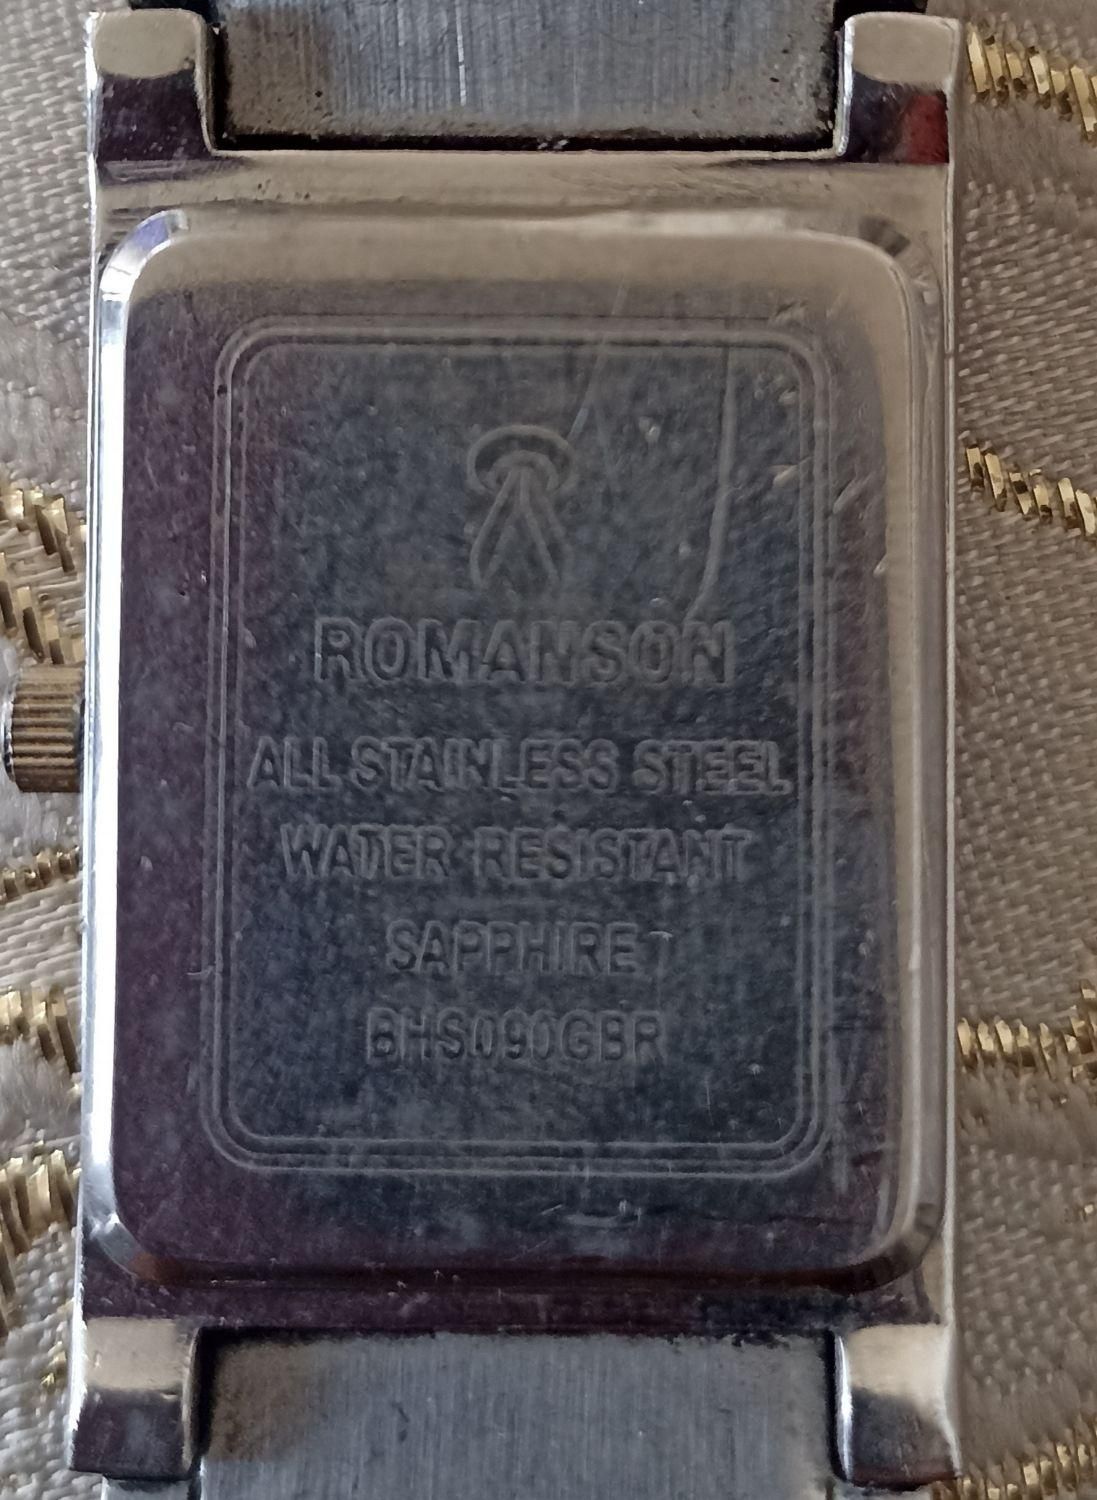 ROMANSON
ALL STAINLESS STEEL
WATER RESISTANT
SAPPHIRE
BHS090GBR